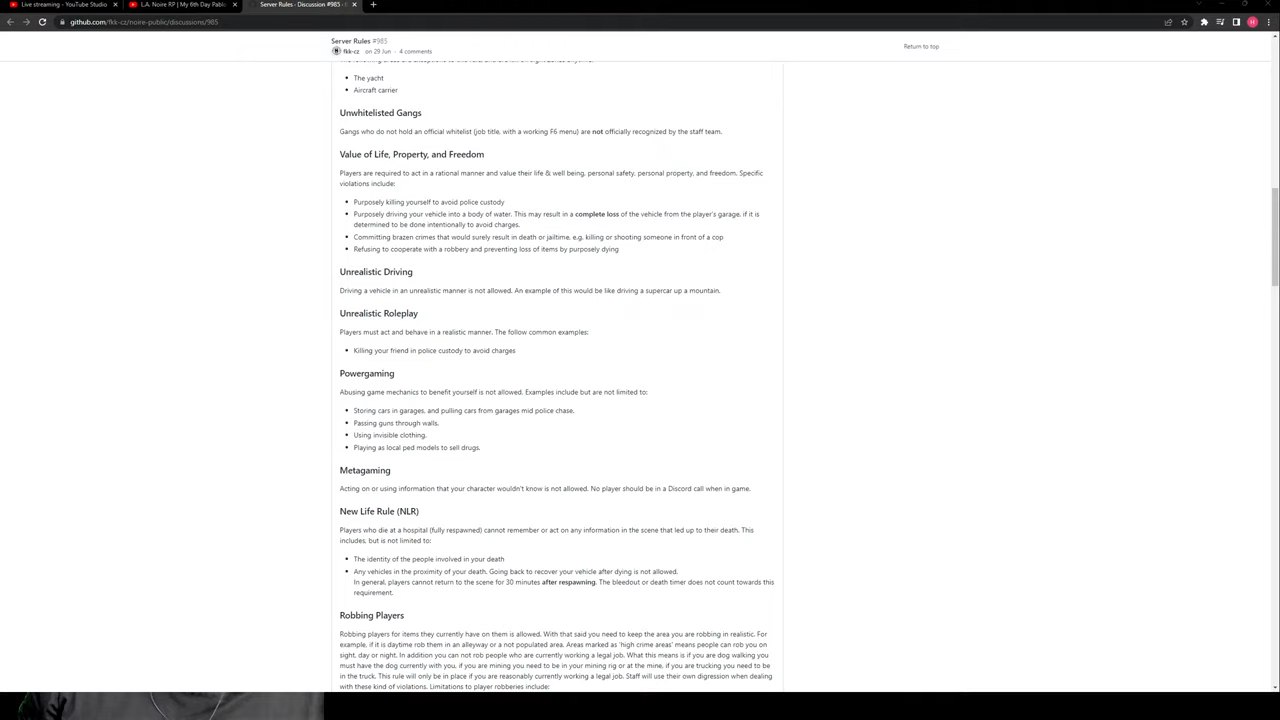 Live streaming - YouTube Studio
L.A. Noire RP | My 6th Day Pablo
Server Rules - Discussion #985 - f
github.com/fkk-cz/noire-public/discussions/985
H
Server Rules #985
fkk-cz on 29 Jun · 4 comments
Return to top
• The yacht
• Aircraft carrier
Unwhitelisted Gangs
Gangs who do not hold an official whitelist (job title, with a working F6 menu) are not officially recognized by the staff team.
Value of Life, Property, and Freedom
Players are required to act in a rational manner and value their life & well being, personal safety, personal property, and freedom. Specific
violations include:
• Purposely killing yourself to avoid police custody
• Purposely driving your vehicle into a body of water. This may result in a complete loss of the vehicle from the player's garage, if it is
determined to be done intentionally to avoid charges.
• Committing brazen crimes that would surely result in death or jailtime, e.g. killing or shooting someone in front of a cop
• Refusing to cooperate with a robbery and preventing loss of items by purposely dying
Unrealistic Driving
Driving a vehicle in an unrealistic manner is not allowed. An example of this would be like driving a supercar up a mountain.
Unrealistic Roleplay
Players must act and behave in a realistic manner. The follow common examples:
• Killing your friend in police custody to avoid charges
Powergaming
Abusing game mechanics to benefit yourself is not allowed. Examples include but are not limited to:
• Storing cars in garages, and pulling cars from garages mid police chase.
• Passing guns through walls.
• Using invisible clothing.
• Playing as local ped models to sell drugs.
Metagaming
Acting on or using information that your character wouldn't know is not allowed. No player should be in a Discord call when in game.
New Life Rule (NLR)
Players who die at a hospital (fully respawned) cannot remember or act on any information in the scene that led up to their death. This
includes, but is not limited to:
• The identity of the people involved in your death
• Any vehicles in the proximity of your death. Going back to recover your vehicle after dying is not allowed.
In general, players cannot return to the scene for 30 minutes after respawning. The bleedout or death timer does not count towards this
requirement.
Robbing Players
Robbing players for items they currently have on them is allowed. With that said you need to keep the area you are robbing in realistic. For
example, if it is daytime rob them in an alleyway or a not populated area. Areas marked as 'high crime areas' means people can rob you on
sight, day or night. In addition you can not rob people who are currently working a legal job. What this means is if you are dog walking you
must have the dog currently with you, if you are mining you need to be in your mining rig or at the mine, if you are trucking you need to be
in the truck. This rule will only be in place if you are reasonably currently working a legal job. Staff will use their own digression when dealing
with these kind of violations. Limitations to player robberies include: